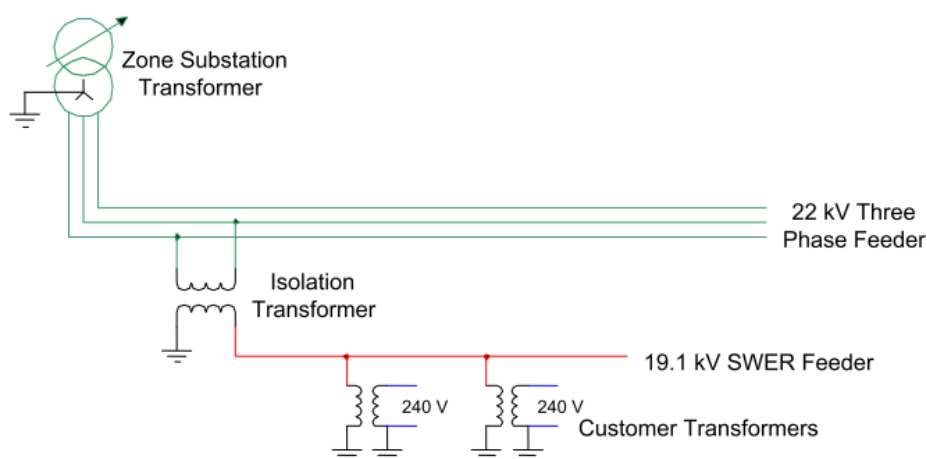 Zone Substation
Transformer
22 kV Three
Phase Feeder
Isolation
Transformer
19.1 kV SWER Feeder
240 V
240 V
Customer Transformers